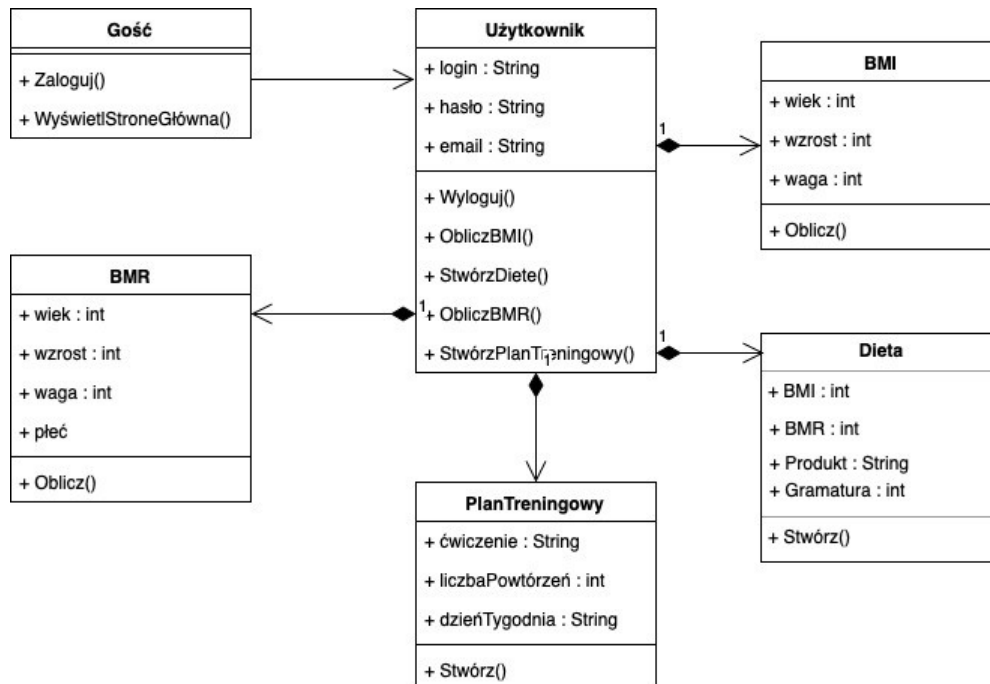 Gość
+ Zaloguj()
+ WyświetlStroneGłówna()
Użytkownik
+ login : String
+ hasło : String
+ email : String
+ Wyloguj()
+ ObliczBMI()
+ StwórzDiete()
+ ObliczBMR()
+ StwórzPlanTreningowy()
1
1
1
1
BMI
+ wiek : int
+ wzrost : int
+ waga : int
+ Oblicz()
BMR
+ wiek : int
+ wzrost : int
+ waga : int
+ płeć
+ Oblicz()
Dieta
+ BMI : int
+ BMR : int
+ Produkt : String
+ Gramatura : int
+ Stwórz()
PlanTreningowy
+ ćwiczenie : String
+ liczbaPowtórzeń : int
+ dzieńTygodnia : String
+ Stwórz()